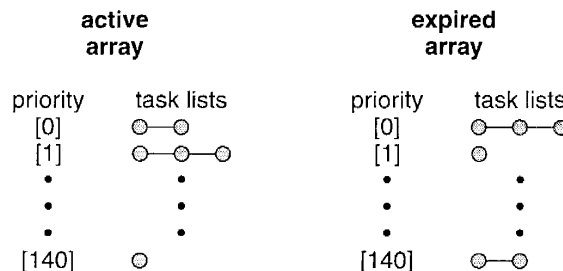 active array
expired array
priority task lists
priority task lists
[0]
[0]
[1]
[1]
[140]
[140]